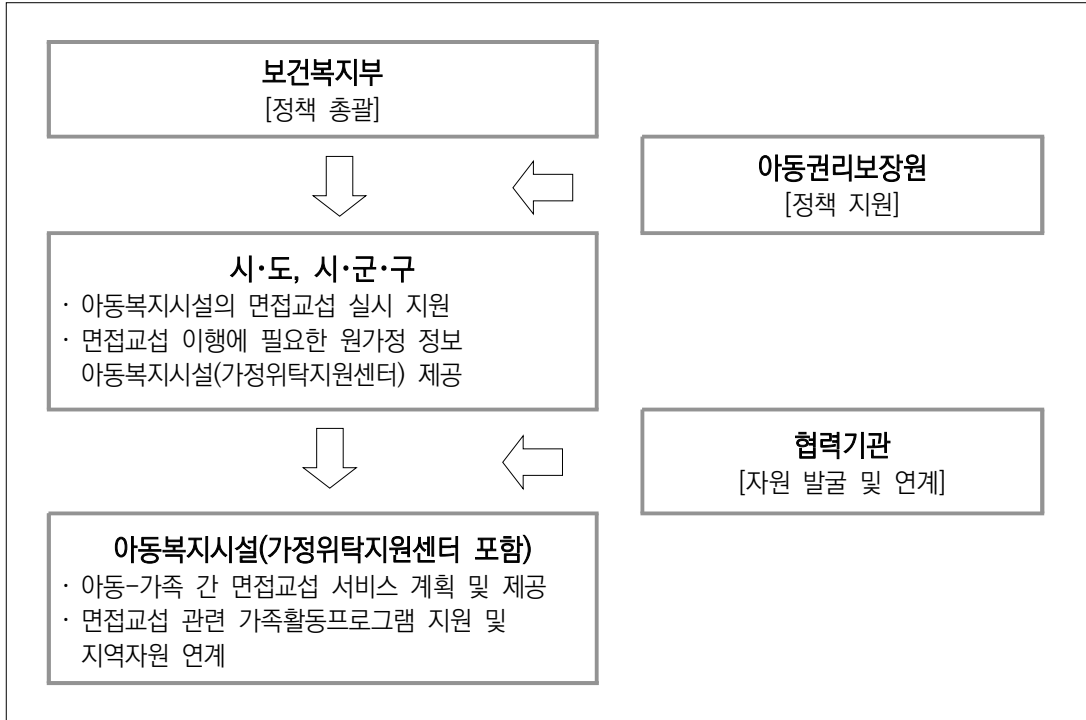 보건복지부
[정책 총괄]
아동권리보장원
[정책 지원]
시·도, 시·군·구
· 아동복지시설의 면접교섭 실시 지원
· 면접교섭 이행에 필요한 원가정 정보
아동복지시설(가정위탁지원센터) 제공
협력기관
[자원 발굴 및 연계]
아동복지시설(가정위탁지원센터 포함)
· 아동-가족 간 면접교섭 서비스 계획 및 제공
· 면접교섭 관련 가족활동프로그램 지원 및
지역자원 연계